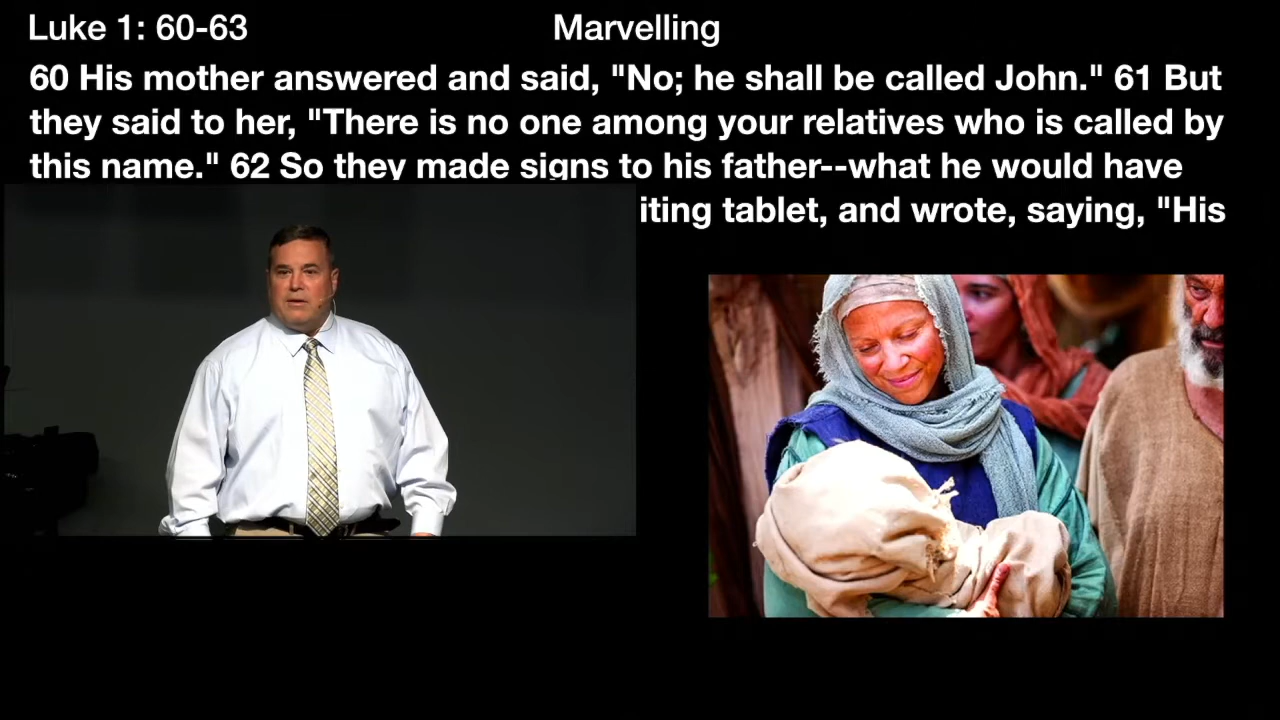 Luke 1: 60-63
Marvelling
60 His mother answered and said, "No; he shall be called John." 61 But
they said to her, "There is no one among your relatives who is called by
this name." 62 So they made signs to his father--what he would have
tablet, and wrote, saying, "His